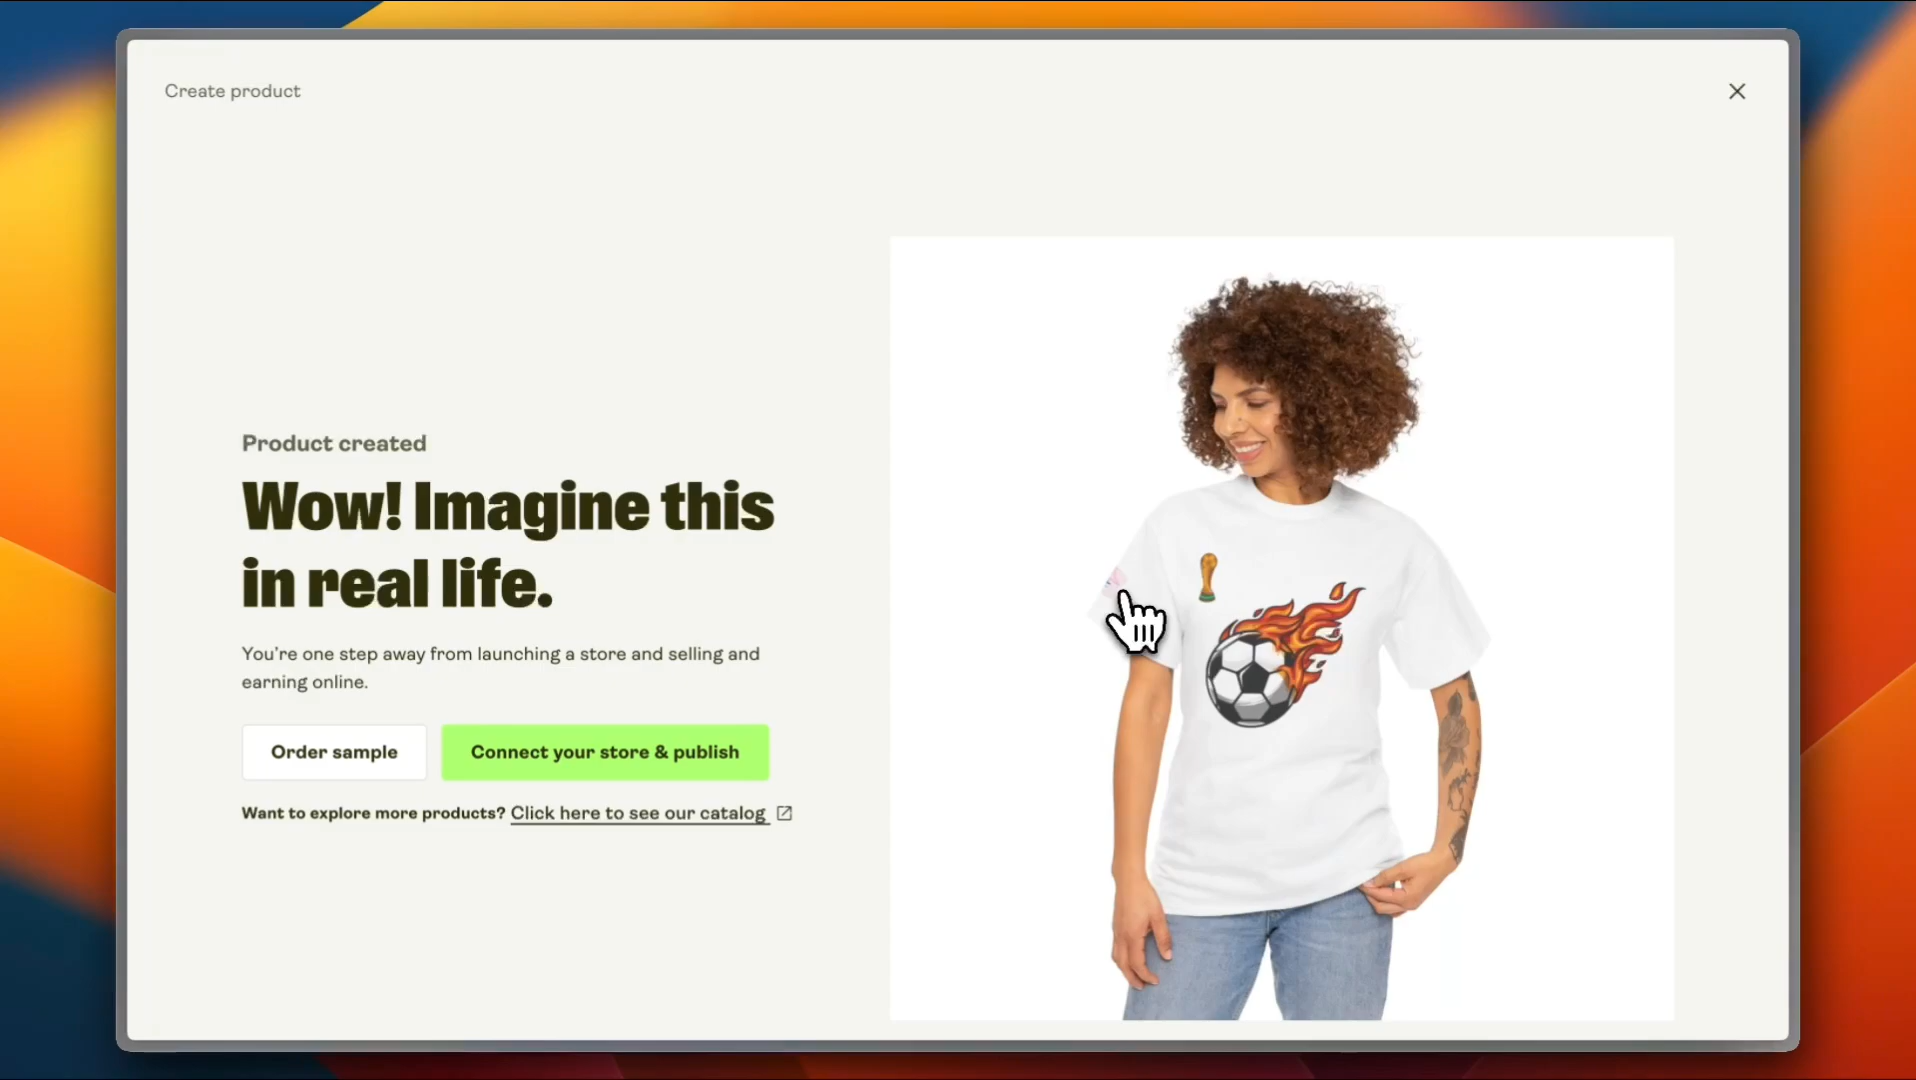 Create product
Product created
Wow! Imagine this
in real life.
You're one step away from launching a store and selling and
earning online.
Order sample
Connect your store & publish
Want to explore more products? Click here to see our catalog